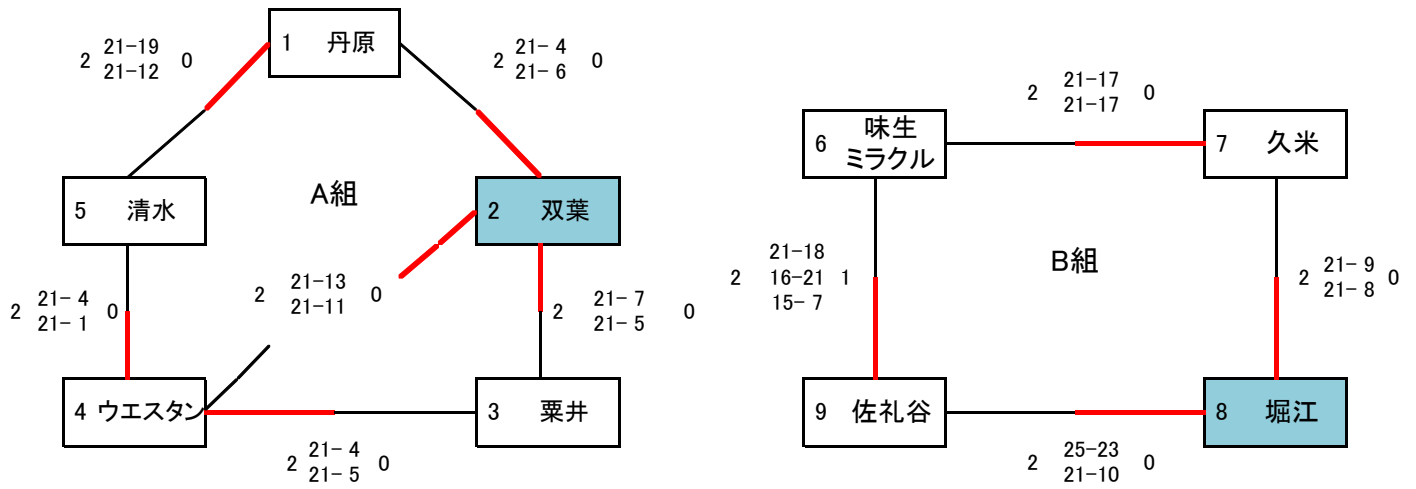 1 丹原
2 21-19 0
21-12
2 21- 4 0
21- 6
5 清水
A組
2 双葉
2 21- 4 0
21- 1
2 21-13 0
21-11
2 21- 7 0
21- 5
4 ウエスタン
3 粟井
2 21- 4 0
21- 5
2 21-17 0
21-17
6 味生
ミラクル
7 久米
21-18
2 16-21 1
15- 7
B組
2 21- 9 0
21- 8
9 佐礼谷
8 堀江
2 25-23 0
21-10